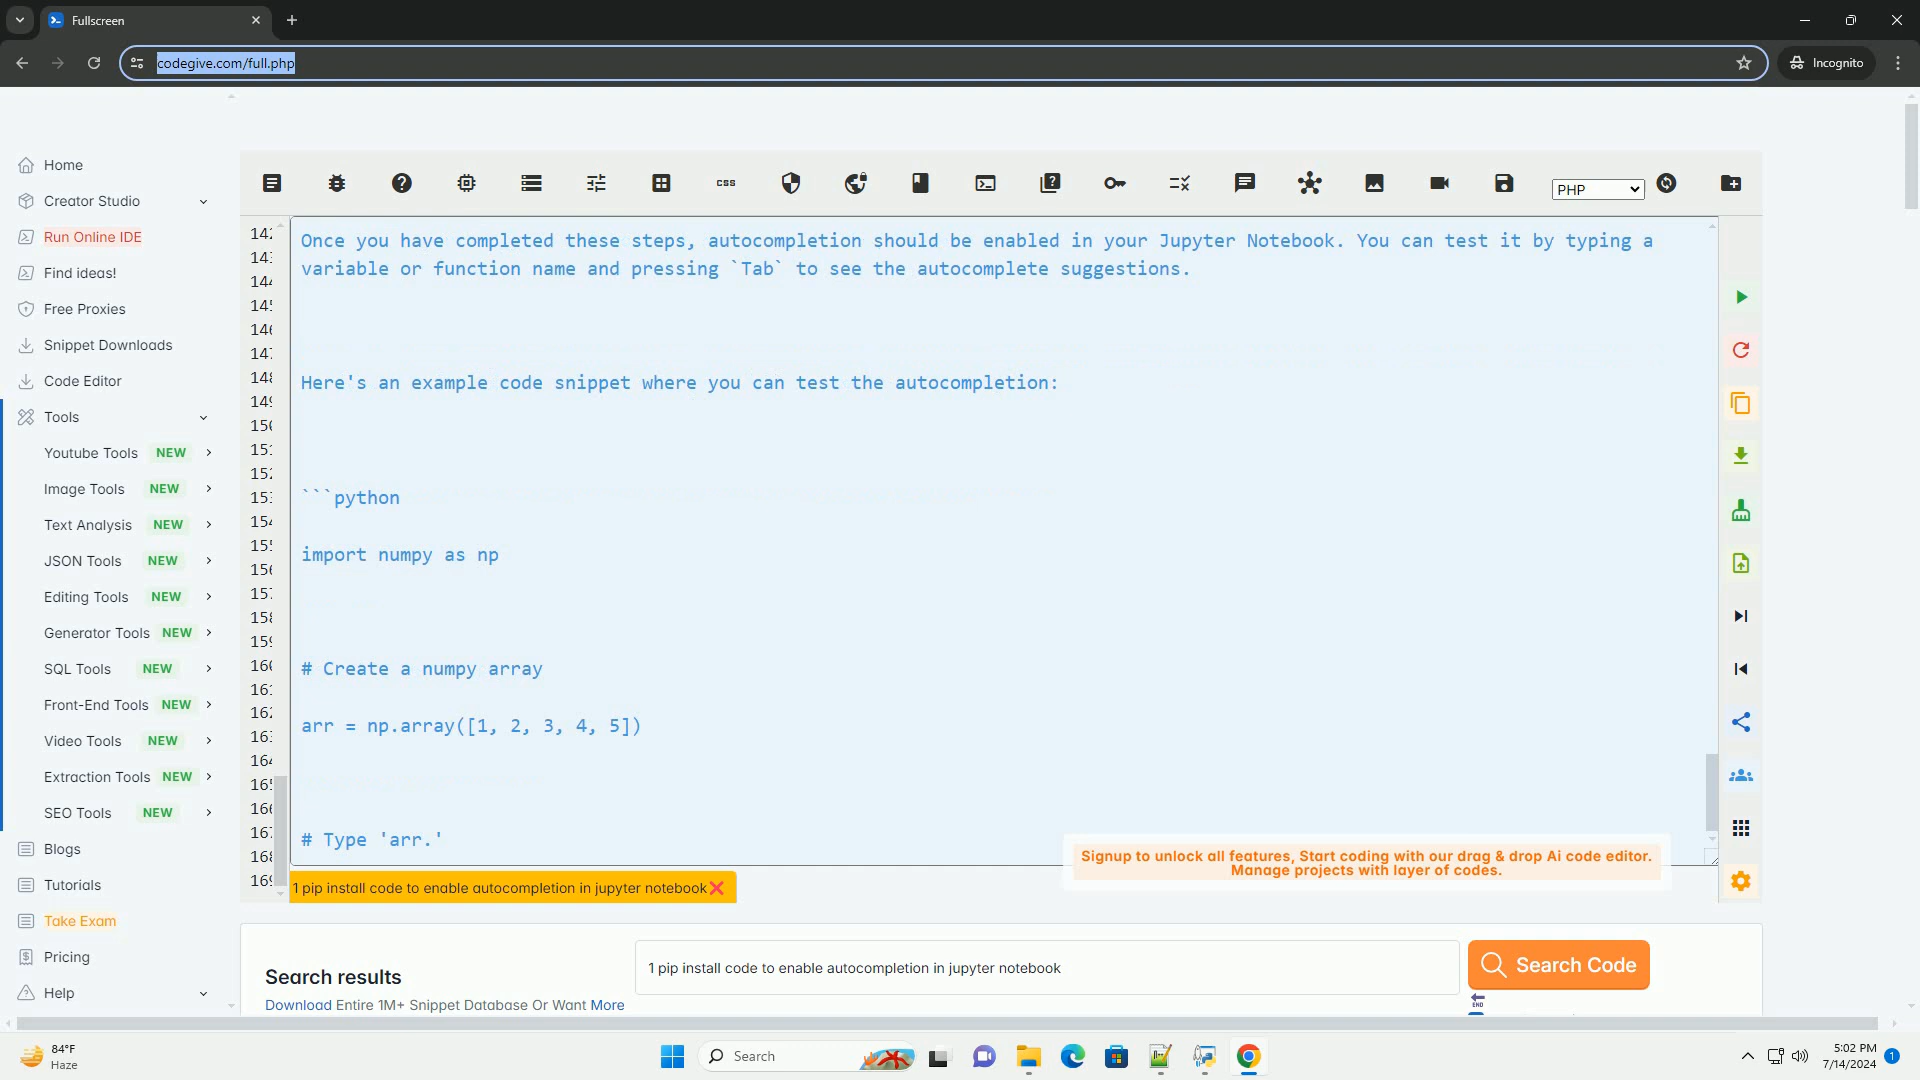 Fullscreen
codegive.com/full.php
Incognito
Home
Creator Studio
Run Online IDE
Find ideas!
Free Proxies
Snippet Downloads
Code Editor
Tools
Youtube Tools NEW
Image Tools NEW
Text Analysis NEW
JSON Tools NEW
Editing Tools NEW
Generator Tools NEW
SQL Tools NEW
Front-End Tools NEW
Video Tools NEW
Extraction Tools NEW
SEO Tools NEW
Blogs
Tutorials
Take Exam
Pricing
Help
css
PHP
Once you have completed these steps, autocompletion should be enabled in your Jupyter Notebook. You can test it by typing a
variable or function name and pressing `Tab` to see the autocomplete suggestions.
Here's an example code snippet where you can test the autocompletion:
```python
import numpy as np
# Create a numpy array
arr = np.array([1, 2, 3, 4, 5])
# Type 'arr.'
Signup to unlock all features, Start coding with our drag & drop Ai code editor.
Manage projects with layer of codes.
1 pip install code to enable autocompletion in jupyter notebook
Search results
Download Entire 1M+ Snippet Database Or Want More
1 pip install code to enable autocompletion in jupyter notebook
Search Code
END
84°F
Haze
Search
5:02 PM
7/14/2024
1